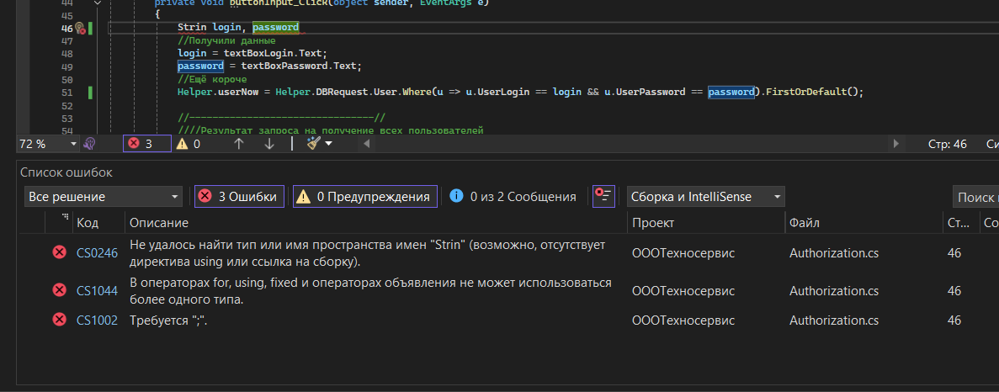 44 private void buttonInput_Click(object sender, EventArgs e)
45 {
46 Strin login, password
47 //Получили данные
48 login = textBoxLogin.Text;
49 password = textBoxPassword.Text;
50 //Ещё короче
51 Helper.userNow = Helper.DBRequest.User.Where(u => u.UserLogin == login && u.UserPassword == password).FirstOrDefault();
52
53 //--------------------------------//
54 ////Результат запроса на получение всех пользователей
72 % 3 0 Стр: 46 Си
Список ошибок
Все решение 3 Ошибки 0 Предупреждения 0 из 2 Сообщения Сборка и IntelliSense Поиск
Код Описание Проект Файл Ст... Со
CS0246 Не удалось найти тип или имя пространства имен "Strin" (возможно, отсутствует ОООТехносервис Authorization.cs 46
директива using или ссылка на сборку).
CS1044 В операторах for, using, fixed и операторах объявления не может использоваться ОООТехносервис Authorization.cs 46
более одного типа.
CS1002 Требуется ";". ОООТехносервис Authorization.cs 46